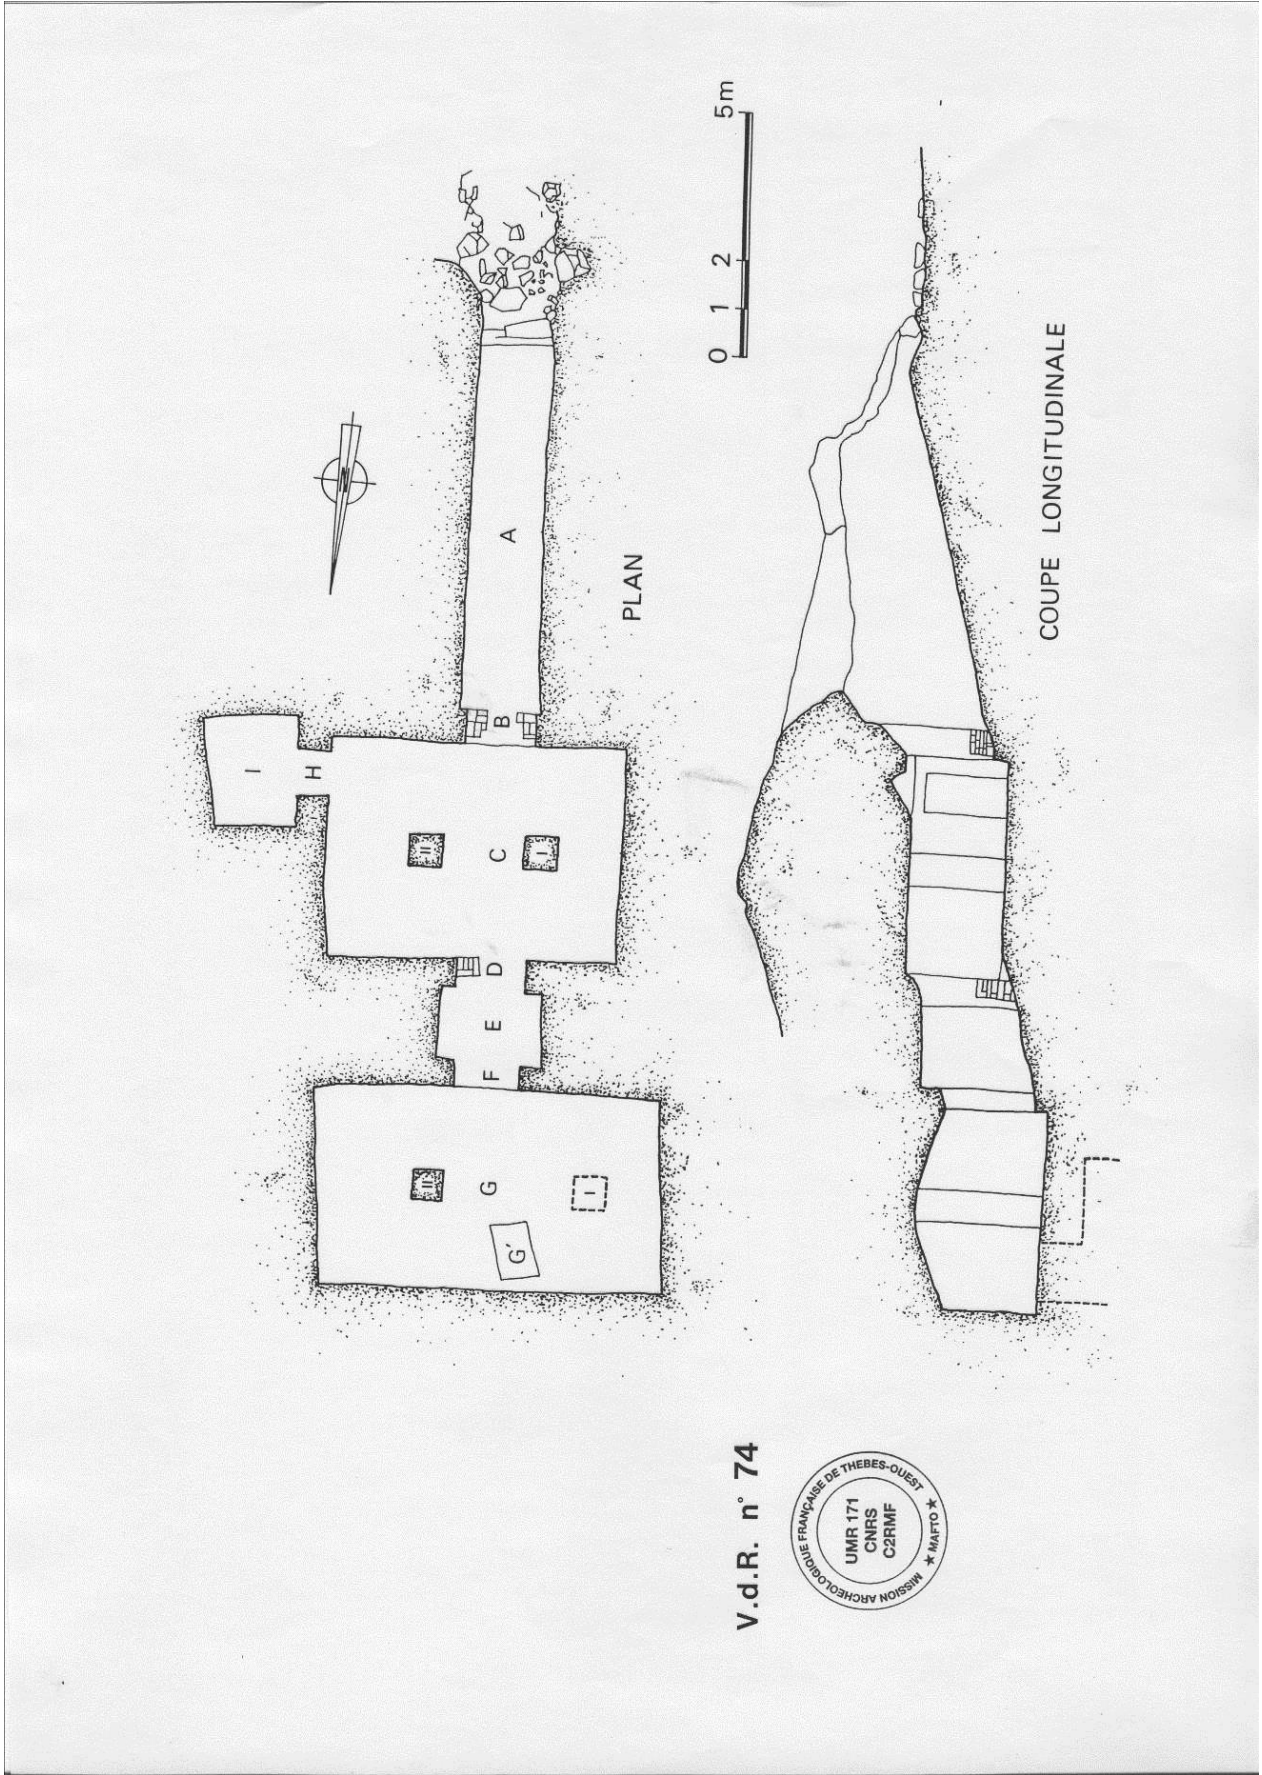 V.d.R. n° 74
MISSION ARCHEOLOGIQUE FRANÇAISE DE THEBES-OUEST
★ MAFTO ★
UMR 171
CNRS
C2RMF
PLAN
N
A
B
C
I
II
D
E
F
G
G'
I
II
H
I
0 1 2 5m
COUPE LONGITUDINALE